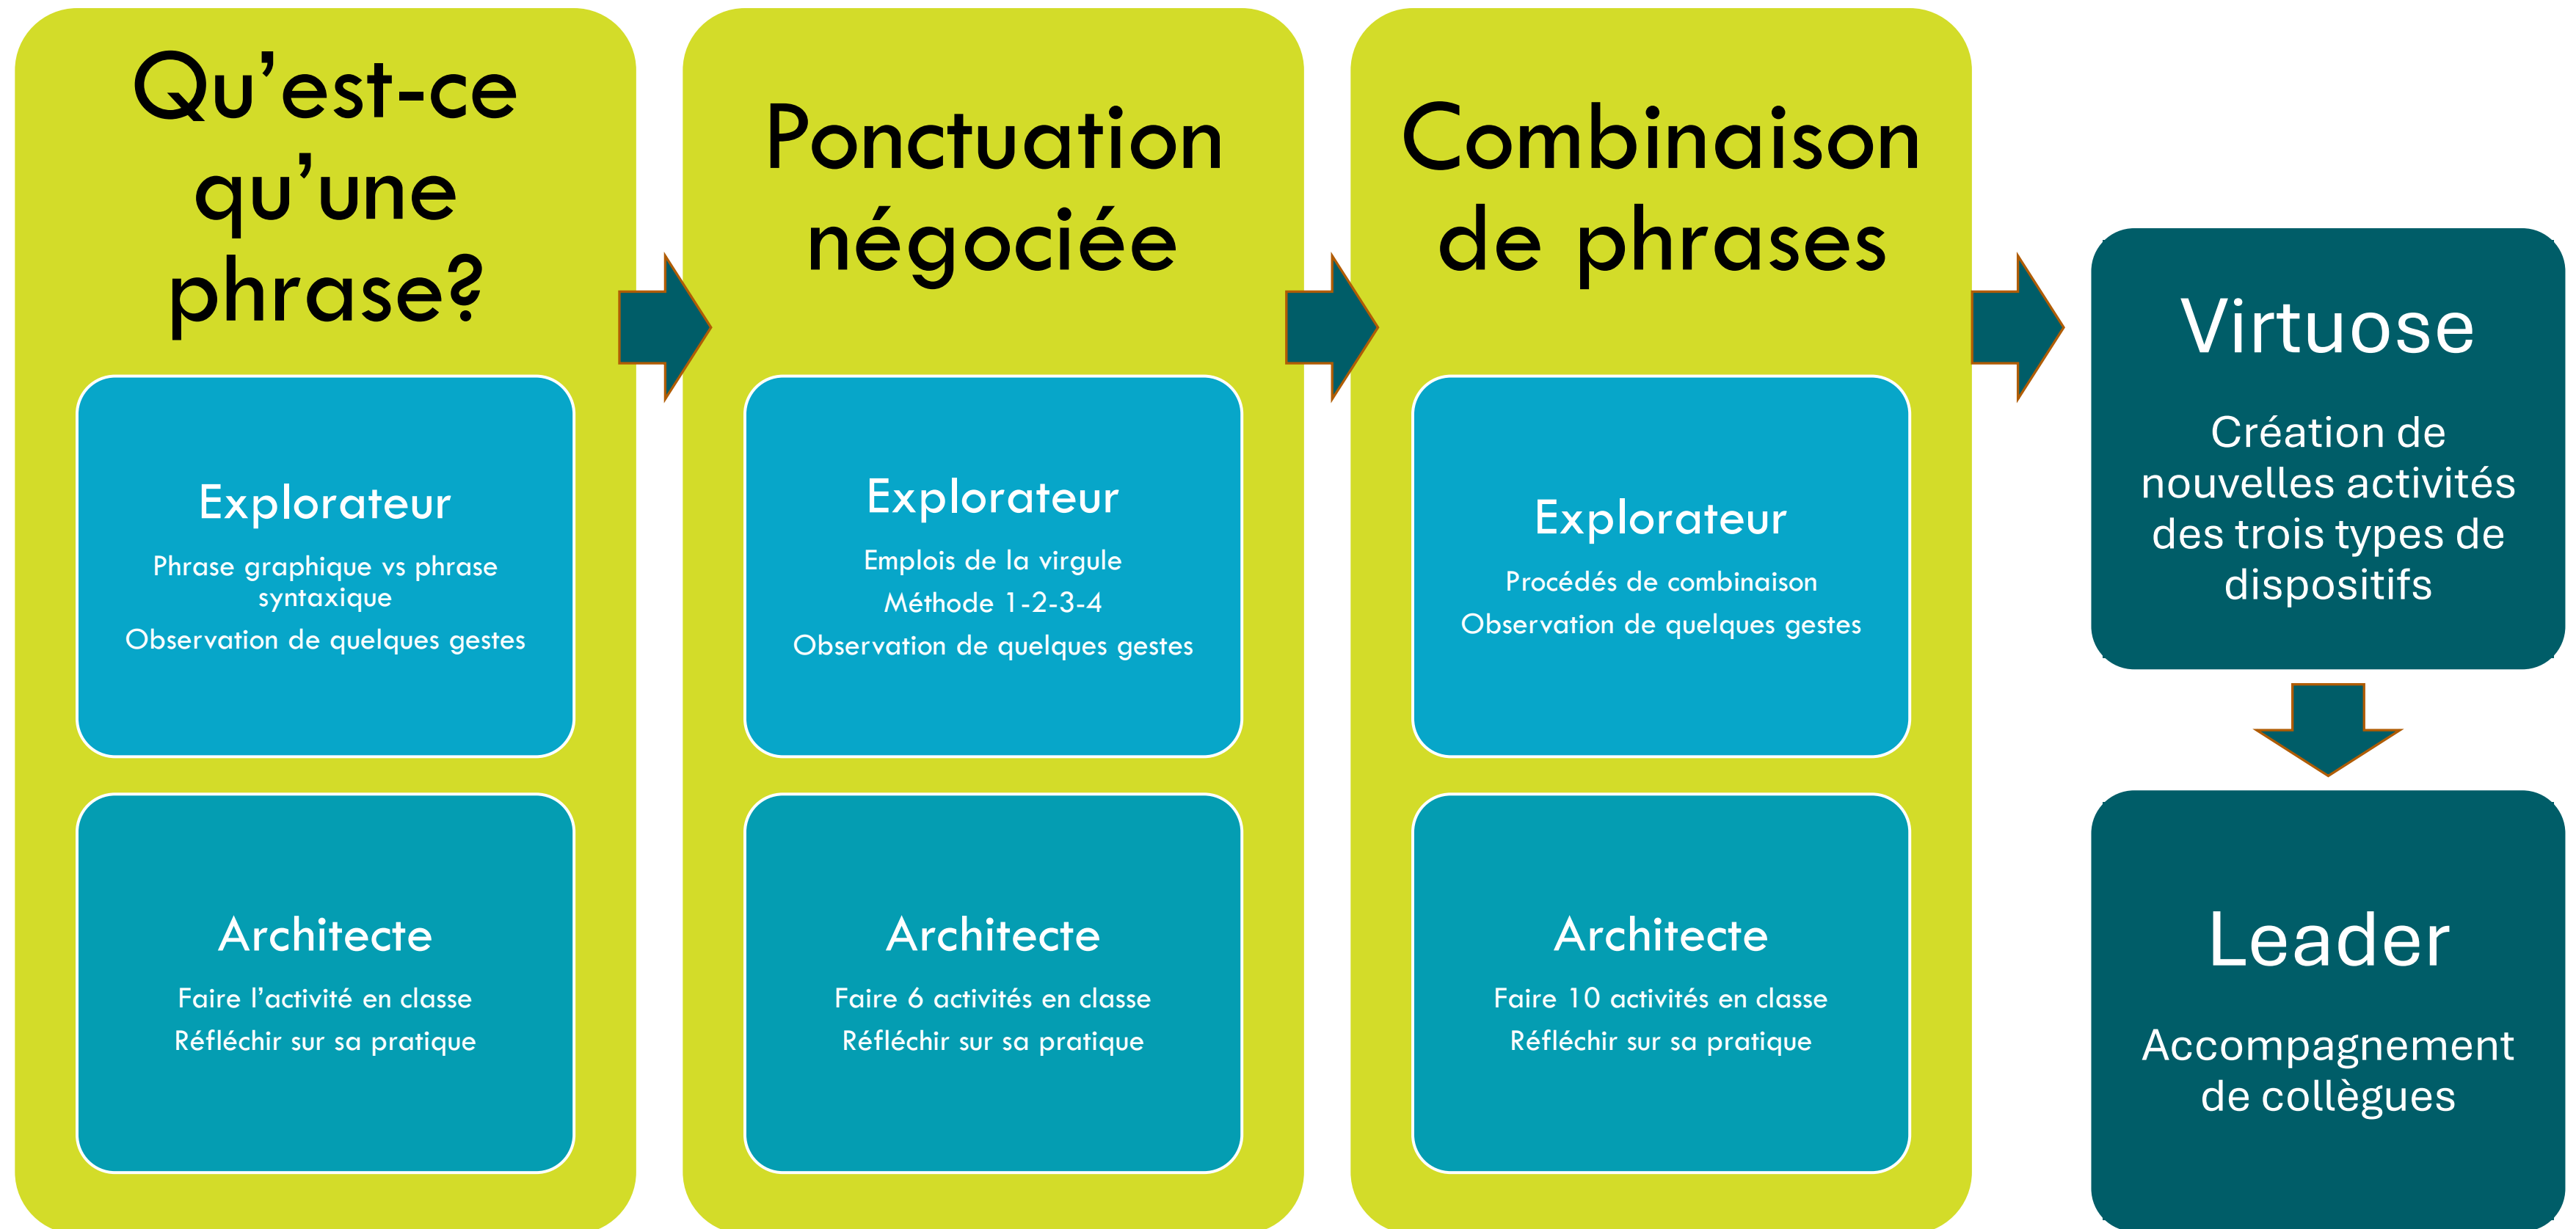 Qu’est-ce
qu’une
phrase?
Explorateur
Phrase graphique vs phrase
syntaxique
Observation de quelques gestes
Architecte
Faire l’activité en classe
Réfléchir sur sa pratique
Ponctuation
négociée
Explorateur
Emplois de la virgule
Méthode 1-2-3-4
Observation de quelques gestes
Architecte
Faire 6 activités en classe
Réfléchir sur sa pratique
Combinaison
de phrases
Explorateur
Procédés de combinaison
Observation de quelques gestes
Architecte
Faire 10 activités en classe
Réfléchir sur sa pratique
Virtuose
Création de
nouvelles activités
des trois types de
dispositifs
Leader
Accompagnement
de collègues